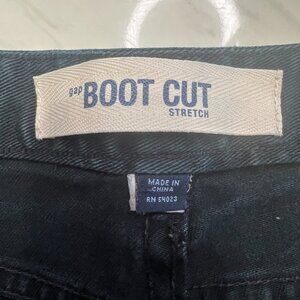 gap BOOT CUT
STRETCH
MADE IN
CHINA
RN 54023